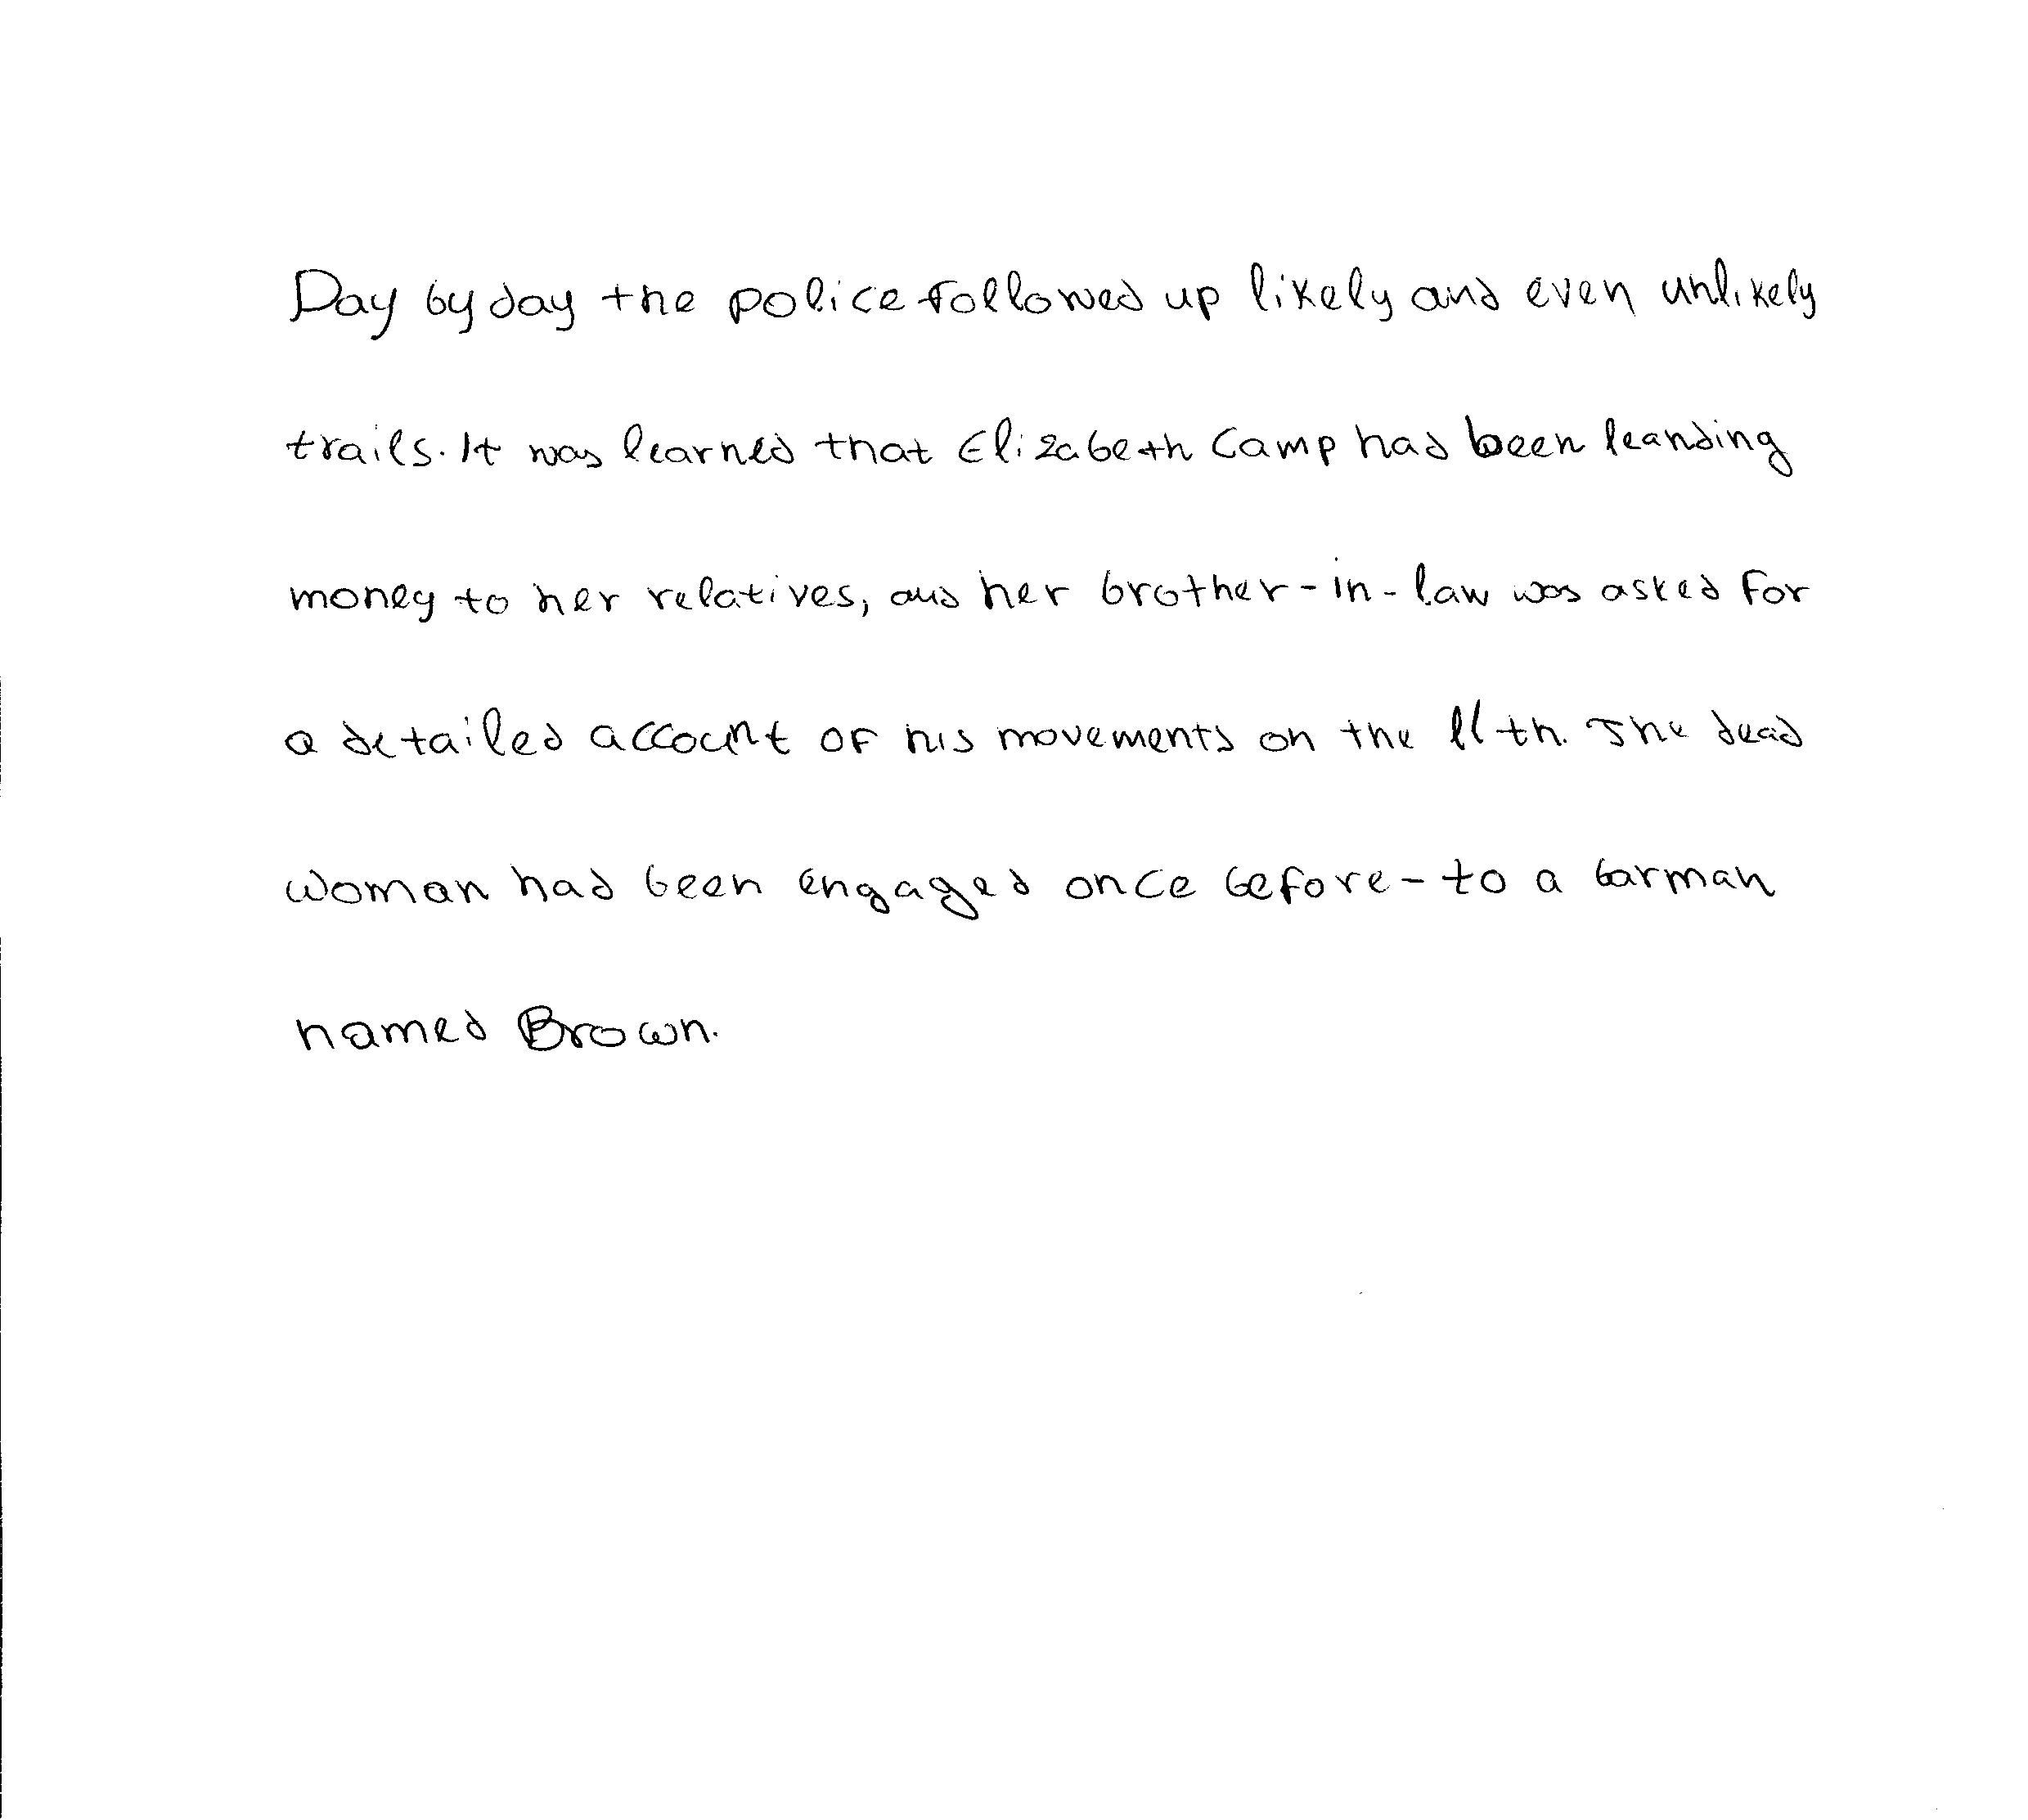 Day by day the police followed up likely and even unlikely
trails. It was learned that Elizabeth Camp had been leanding
money to her relatives, and her brother-in-law was asked for
a detailed account of his movements on the 11th. The dead
woman had been engaged once before - to a barman
named Brown.